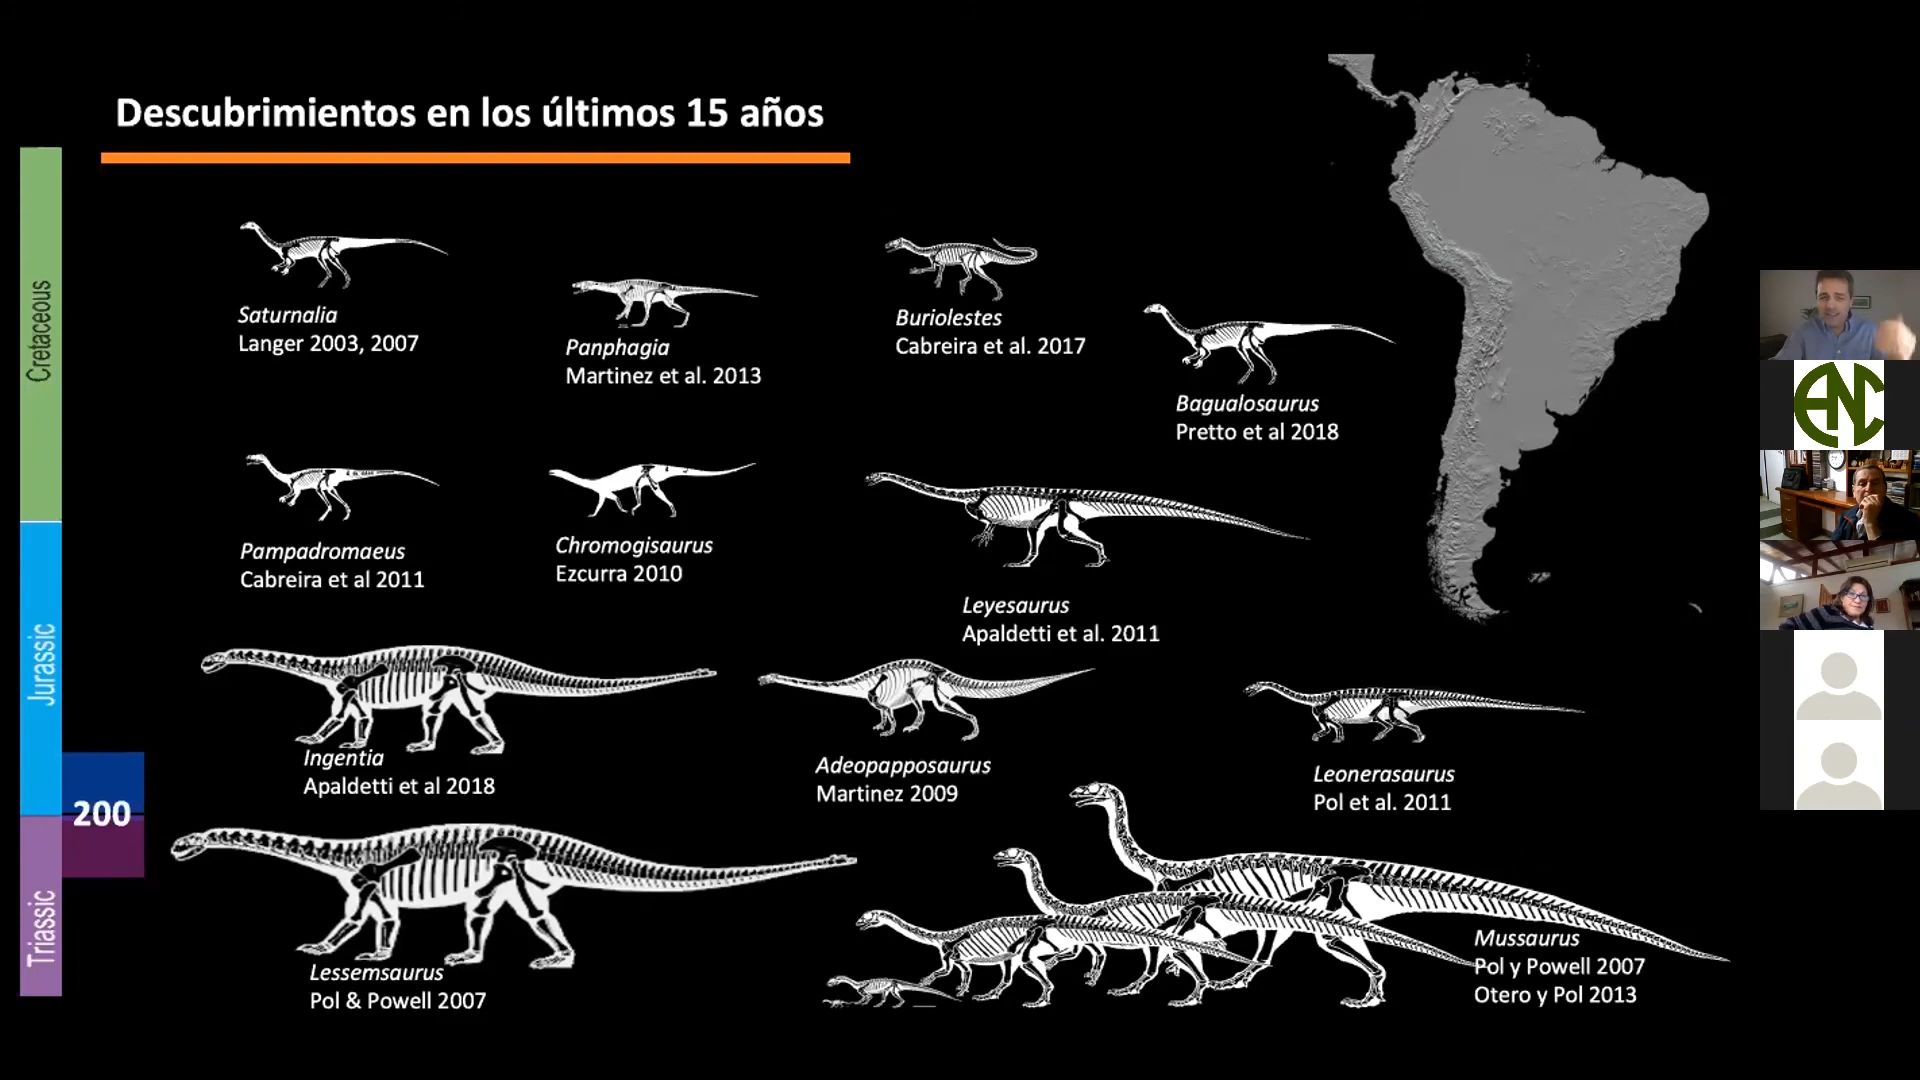 Descubrimientos en los últimos 15 años
Cretaceous
Jurassic
Triassic
200
Saturnalia
Langer 2003, 2007
Panphagia
Martinez et al. 2013
Buriolestes
Cabreira et al. 2017
Bagualosaurus
Pretto et al 2018
Pampadromaeus
Cabreira et al 2011
Chromogisaurus
Ezcurra 2010
Leyesaurus
Apaldetti et al. 2011
Ingentia
Apaldetti et al 2018
Adeopapposaurus
Martinez 2009
Leonerasaurus
Pol et al. 2011
Lessemsaurus
Pol & Powell 2007
Mussaurus
Pol y Powell 2007
Otero y Pol 2013
ANC